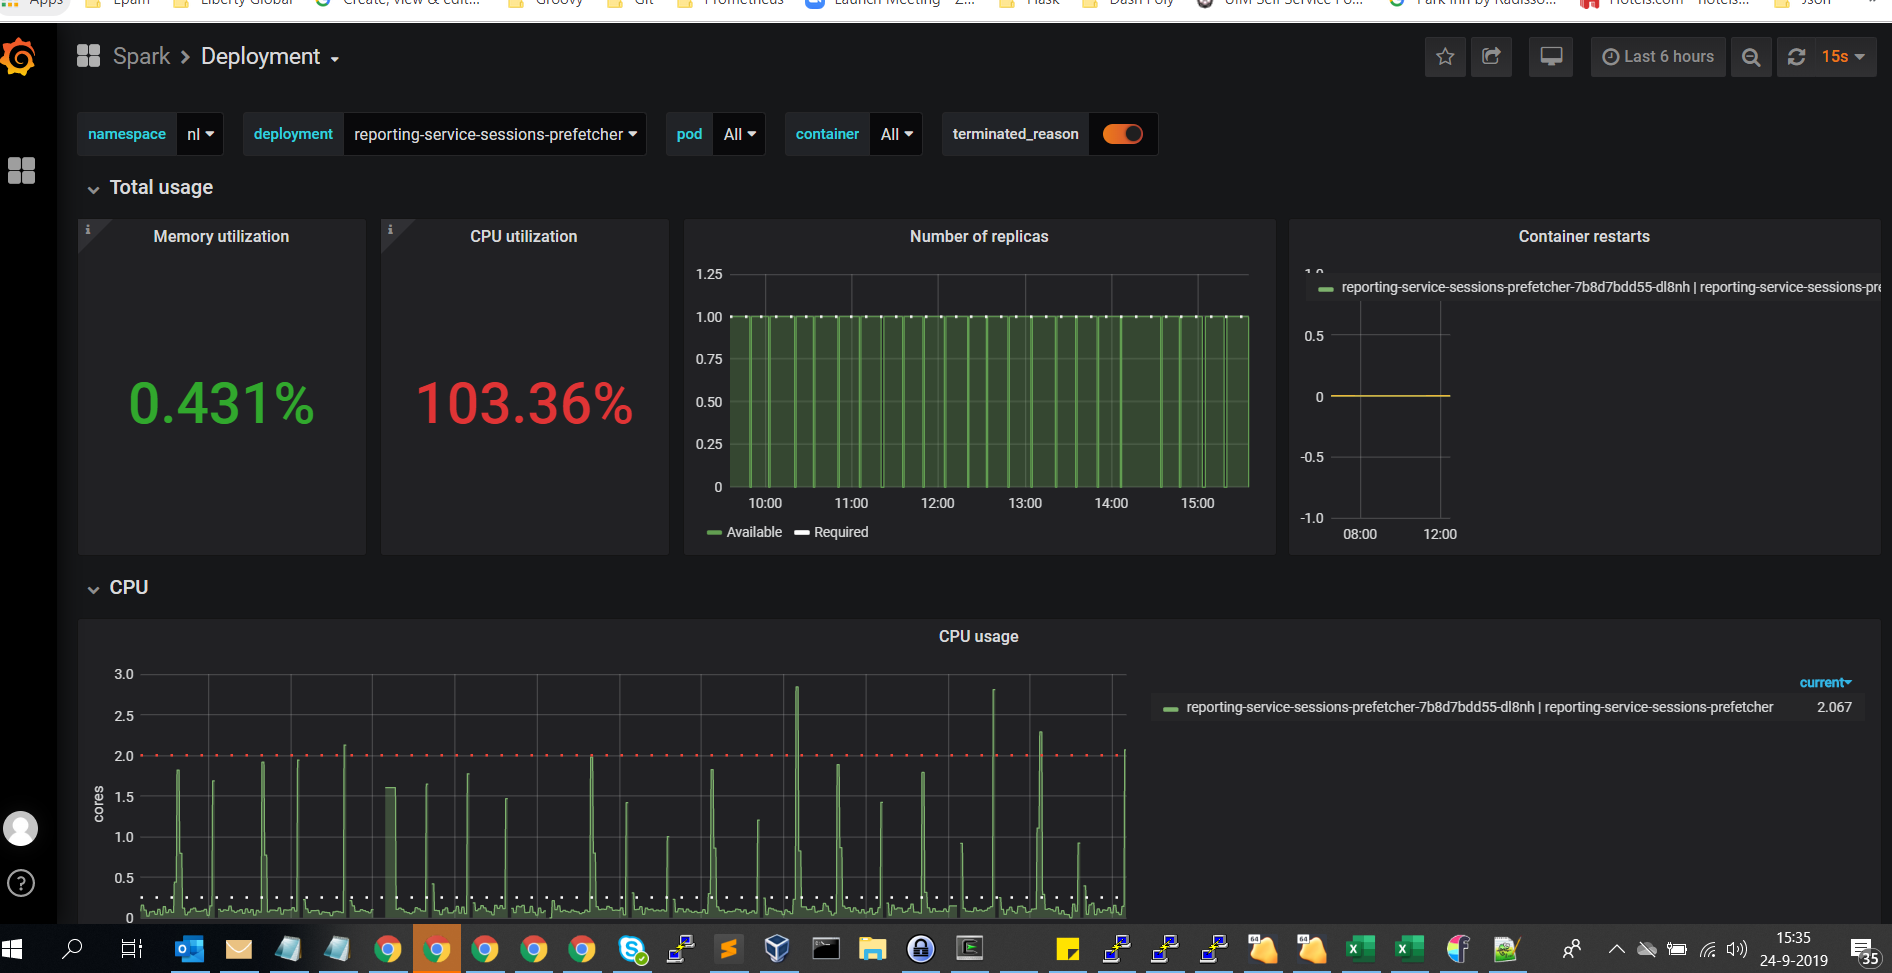 Apps Epam Liberty Global Create, view & edit... Groovy Git Prometheus Launch Meeting - Z... Flask Dash Poly UIM Self Service Po... Park Inn by Radisso... Hotels.com - hotels... Json
Spark > Deployment
Last 6 hours
15s
namespace nl
deployment reporting-service-sessions-prefetcher
pod All
container All
terminated_reason
Total usage
Memory utilization
0.431%
CPU utilization
103.36%
Number of replicas
1.25
1.00
0.75
0.50
0.25
0
10:00 11:00 12:00 13:00 14:00 15:00
Available Required
Container restarts
1.0
reporting-service-sessions-prefetcher-7b8d7bdd55-dl8nh | reporting-service-sessions-pre
0.5
0
-0.5
-1.0
08:00 12:00
CPU
CPU usage
3.0
2.5
2.0
1.5
1.0
0.5
0
cores
current
reporting-service-sessions-prefetcher-7b8d7bdd55-dl8nh | reporting-service-sessions-prefetcher 2.067
64
64
15:35
24-9-2019
35